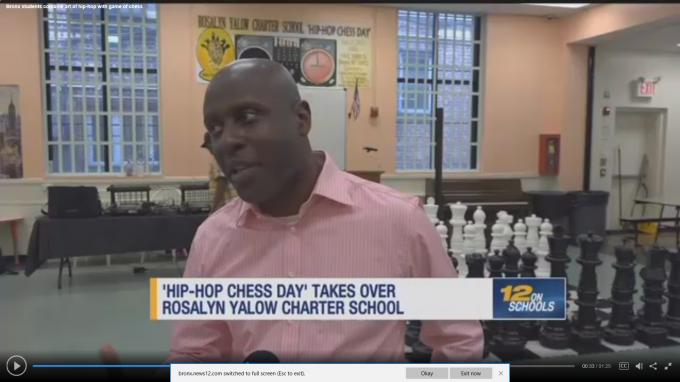 Bronx students combine art of hip-hop with game of chess
ROSALYN YALOW CHARTER SCHOOL 'HIP-HOP CHESS DAY'
EXIT
'HIP-HOP CHESS DAY' TAKES OVER
ROSALYN YALOW CHARTER SCHOOL
12 ON
SCHOOLS
00:33 / 01:25
CC
bronx.news12.com switched to full screen (Esc to exit).
Okay
Exit now